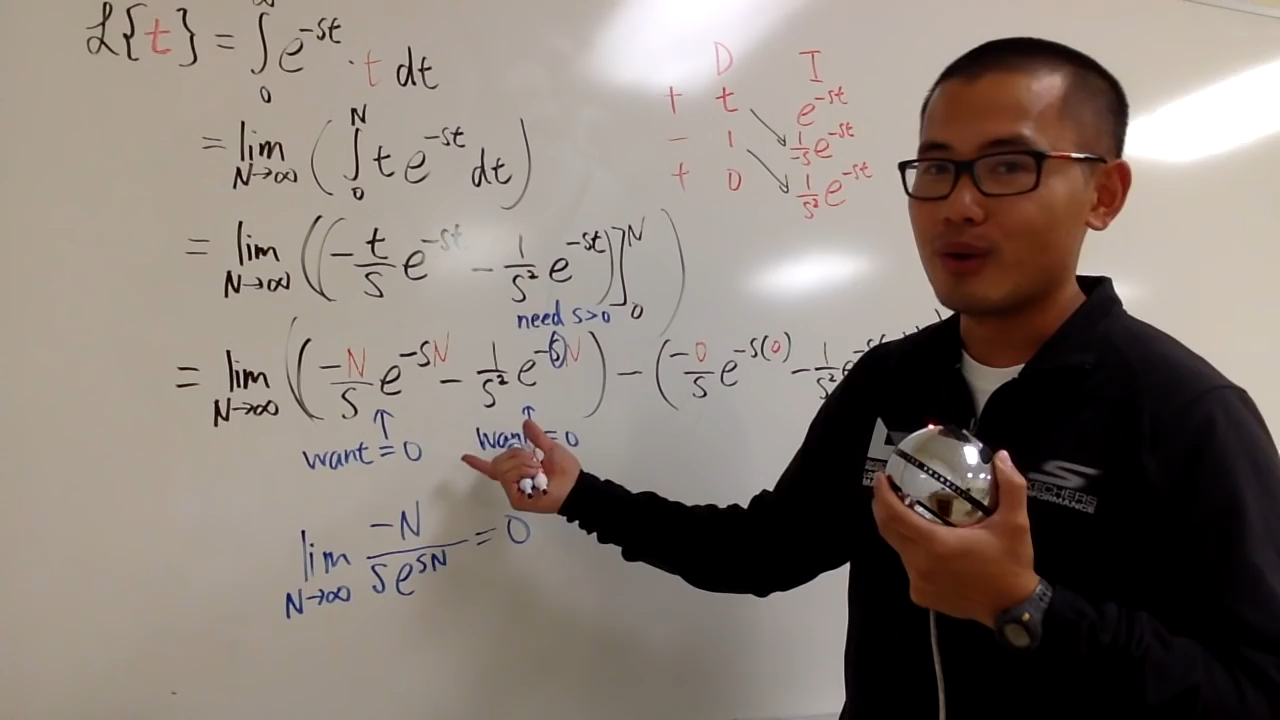 ℒ{t} = ∫₀^∞ e^{-st} · t dt
= lim_{N→∞} ( ∫₀^N t e^{-st} dt )
= lim_{N→∞} ( ( -t/s e^{-st} - 1/s² e^{-st} ) ]₀^N )
need s>0
= lim_{N→∞} ( ( -N/s e^{-sN} - 1/s² e^{-sN} ) - ( -0/s e^{-s(0)} - 1/s² e^{-s(
want = 0
want = 0
lim_{N→∞} -N/(s e^{sN}) = 0
D I
+ t e^{-st}
- 1 1/-s e^{-st}
+ 0 1/s² e^{-st}
SKECHERS
PERFORMANCE